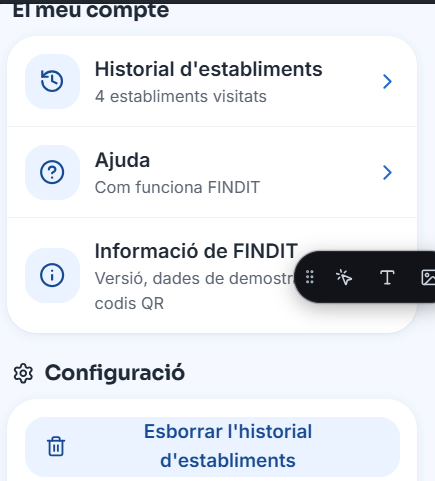 El meu compte
Historial d'establiments
4 establiments visitats
Ajuda
Com funciona FINDIT
Informació de FINDIT
Versió, dades de
codis QR
Configuració
Esborrar l'historial
d'establiments